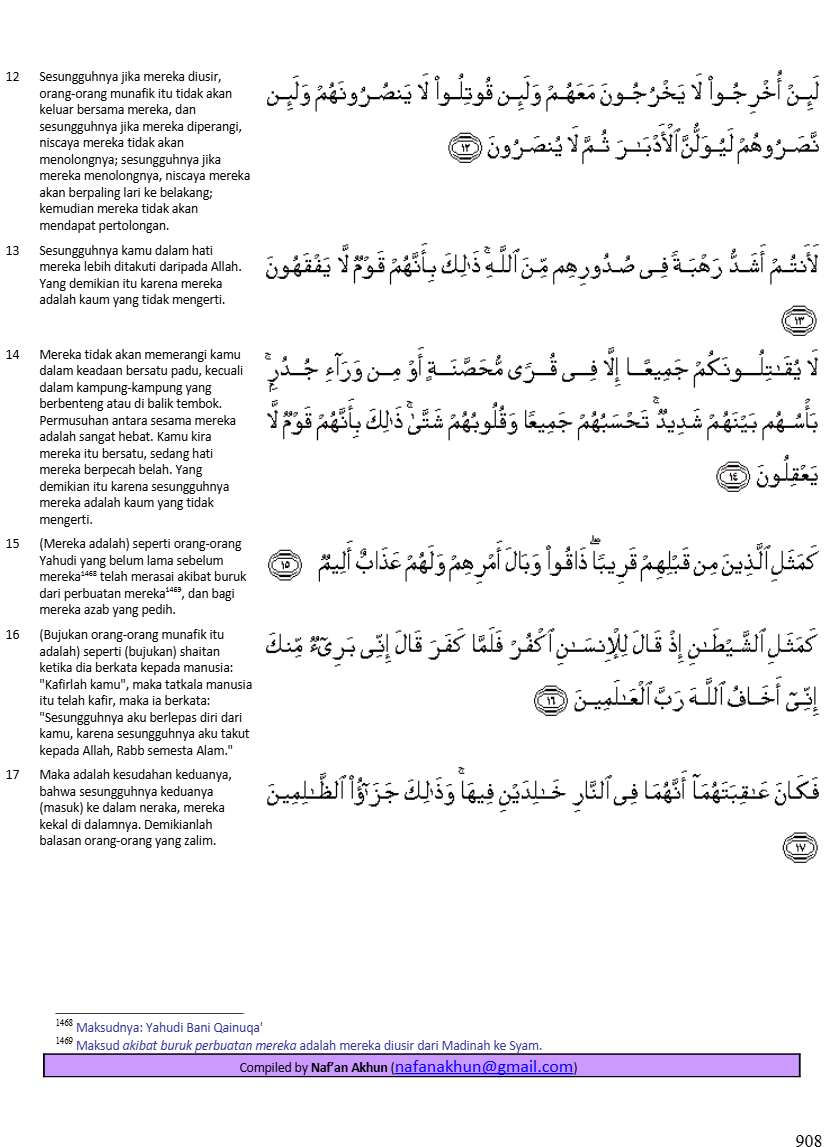 12 Sesungguhnya jika mereka diusir,
orang-orang munafik itu tidak akan
keluar bersama mereka, dan
sesungguhnya jika mereka diperangi,
niscaya mereka tidak akan
menolongnya; sesungguhnya jika
mereka menolongnya, niscaya mereka
akan berpaling lari ke belakang;
kemudian mereka tidak akan
mendapat pertolongan.
لَئِنْ أُخْرِجُوا۟ لَا يَخْرُجُونَ مَعَهُمْ وَلَئِن قُوتِلُوا۟ لَا يَنصُرُونَهُمْ وَلَئِن
نَّصَرُوهُمْ لَيُوَلُّنَّ ٱلْأَدْبَـٰرَ ثُمَّ لَا يُنصَرُونَ ١٢
13 Sesungguhnya kamu dalam hati
mereka lebih ditakuti daripada Allah.
Yang demikian itu karena mereka
adalah kaum yang tidak mengerti.
لَأَنتُمْ أَشَدُّ رَهْبَةً فِى صُدُورِهِم مِّنَ ٱللَّهِ ۚ ذَٰلِكَ بِأَنَّهُمْ قَوْمٌ لَّا يَفْقَهُونَ
١٣
14 Mereka tidak akan memerangi kamu
dalam keadaan bersatu padu, kecuali
dalam kampung-kampung yang
berbenteng atau di balik tembok.
Permusuhan antara sesama mereka
adalah sangat hebat. Kamu kira
mereka itu bersatu, sedang hati
mereka berpecah belah. Yang
demikian itu karena sesungguhnya
mereka adalah kaum yang tidak
mengerti.
لَا يُقَـٰتِلُونَكُمْ جَمِيعًا إِلَّا فِى قُرًى مُّحَصَّنَةٍ أَوْ مِن وَرَآءِ جُدُرٍۭ ۚ
بَأْسُهُم بَيْنَهُمْ شَدِيدٌ ۚ تَحْسَبُهُمْ جَمِيعًا وَقُلُوبُهُمْ شَتَّىٰ ۚ ذَٰلِكَ بِأَنَّهُمْ قَوْمٌ لَّا
يَعْقِلُونَ ١٤
15 (Mereka adalah) seperti orang-orang
Yahudi yang belum lama sebelum
mereka¹⁴⁶⁸ telah merasai akibat buruk
dari perbuatan mereka¹⁴⁶⁹, dan bagi
mereka azab yang pedih.
كَمَثَلِ ٱلَّذِينَ مِن قَبْلِهِمْ قَرِيبًا ۖ ذَاقُوا۟ وَبَالَ أَمْرِهِمْ وَلَهُمْ عَذَابٌ أَلِيمٌ ١٥
16 (Bujukan orang-orang munafik itu
adalah) seperti (bujukan) shaitan
ketika dia berkata kepada manusia:
"Kafirlah kamu", maka tatkala manusia
itu telah kafir, maka ia berkata:
"Sesungguhnya aku berlepas diri dari
kamu, karena sesungguhnya aku takut
kepada Allah, Rabb semesta Alam."
كَمَثَلِ ٱلشَّيْطَـٰنِ إِذْ قَالَ لِلْإِنسَـٰنِ ٱكْفُرْ فَلَمَّا كَفَرَ قَالَ إِنِّى بَرِىٓءٌ مِّنكَ
إِنِّىٓ أَخَافُ ٱللَّهَ رَبَّ ٱلْعَـٰلَمِينَ ١٦
17 Maka adalah kesudahan keduanya,
bahwa sesungguhnya keduanya
(masuk) ke dalam neraka, mereka
kekal di dalamnya. Demikianlah
balasan orang-orang yang zalim.
فَكَانَ عَـٰقِبَتَهُمَآ أَنَّهُمَا فِى ٱلنَّارِ خَـٰلِدَيْنِ فِيهَا ۚ وَذَٰلِكَ جَزَٰٓؤُا۟ ٱلظَّـٰلِمِينَ
١٧
¹⁴⁶⁸ Maksudnya: Yahudi Bani Qainuqa'
¹⁴⁶⁹ Maksud akibat buruk perbuatan mereka adalah mereka diusir dari Madinah ke Syam.
Compiled by Naf’an Akhun (nafanakhun@gmail.com)
908